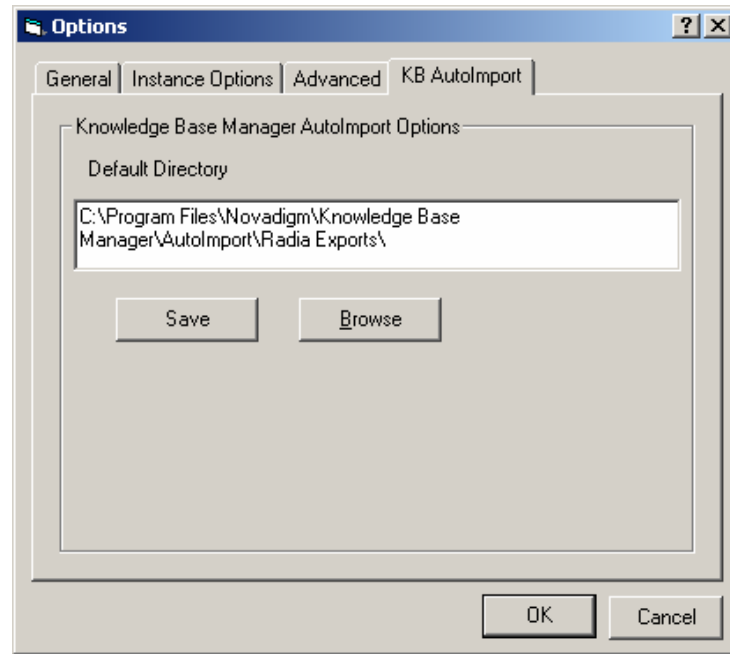 Options
General Instance Options Advanced KB AutoImport
Knowledge Base Manager AutoImport Options
Default Directory
C:\Program Files\Novadigm\Knowledge Base
Manager\AutoImport\Radia Exports\
Save Browse
OK Cancel